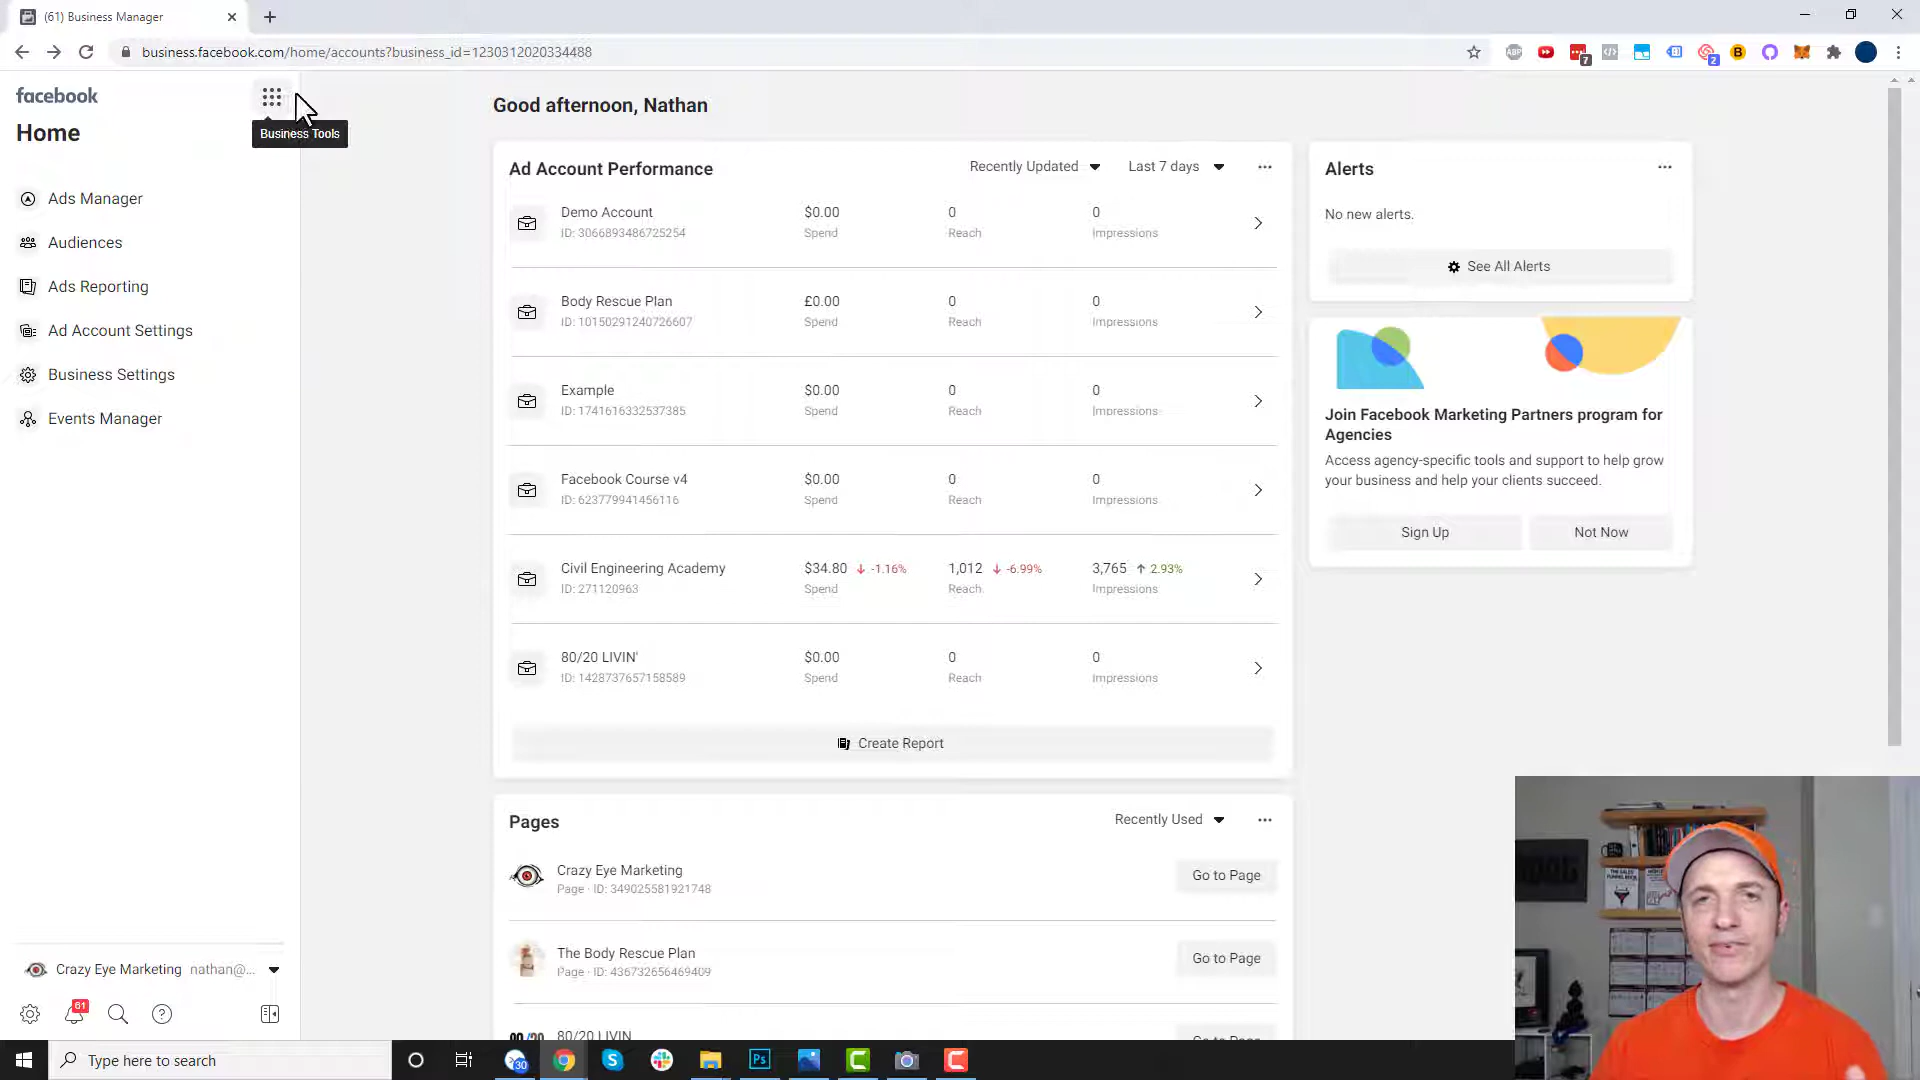 (61) Business Manager
business.facebook.com/home/accounts?business_id=1230312020334488
ABP
7
2
B
facebook
Home
Business Tools
Ads Manager
Audiences
Ads Reporting
Ad Account Settings
Business Settings
Events Manager
Good afternoon, Nathan
Ad Account Performance
Recently Updated
Last 7 days
Demo Account
ID: 3066893486725254
$0.00
Spend
0
Reach
0
Impressions
Body Rescue Plan
ID: 10150291240726607
£0.00
Spend
0
Reach
0
Impressions
Example
ID: 1741616332537385
$0.00
Spend
0
Reach
0
Impressions
Facebook Course v4
ID: 623779941456116
$0.00
Spend
0
Reach
0
Impressions
Civil Engineering Academy
ID: 271120963
$34.80 -1.16%
Spend
1,012 -6.99%
Reach
3,765 2.93%
Impressions
80/20 LIVIN'
ID: 1428737657158589
$0.00
Spend
0
Reach
0
Impressions
Create Report
Alerts
No new alerts.
See All Alerts
Join Facebook Marketing Partners program for
Agencies
Access agency-specific tools and support to help grow
your business and help your clients succeed.
Sign Up
Not Now
Pages
Recently Used
Crazy Eye Marketing
Page · ID: 349025581921748
Go to Page
The Body Rescue Plan
Page · ID: 436732656469409
Go to Page
80/20 LIVIN
Go to Page
Crazy Eye Marketing nathan@...
61
Type here to search
30
Ps